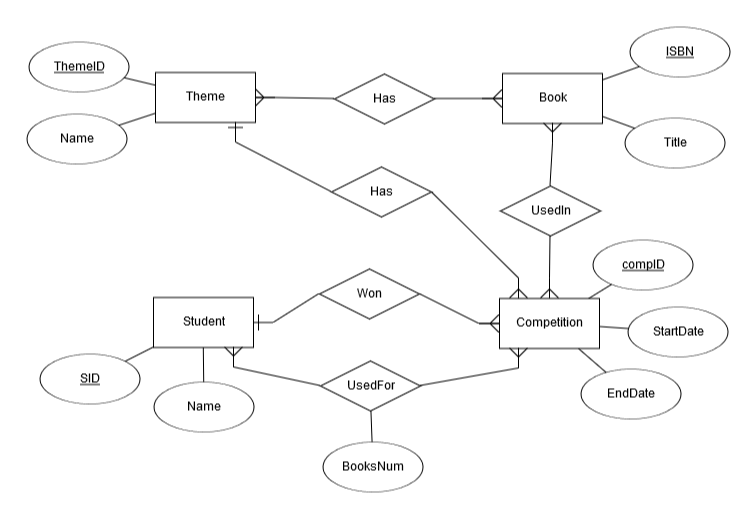 ISBN
ThemeID
Theme
Has
Book
Name
Title
Has
UsedIn
compID
Won
Student
Competition
StartDate
SID
UsedFor
EndDate
Name
BooksNum